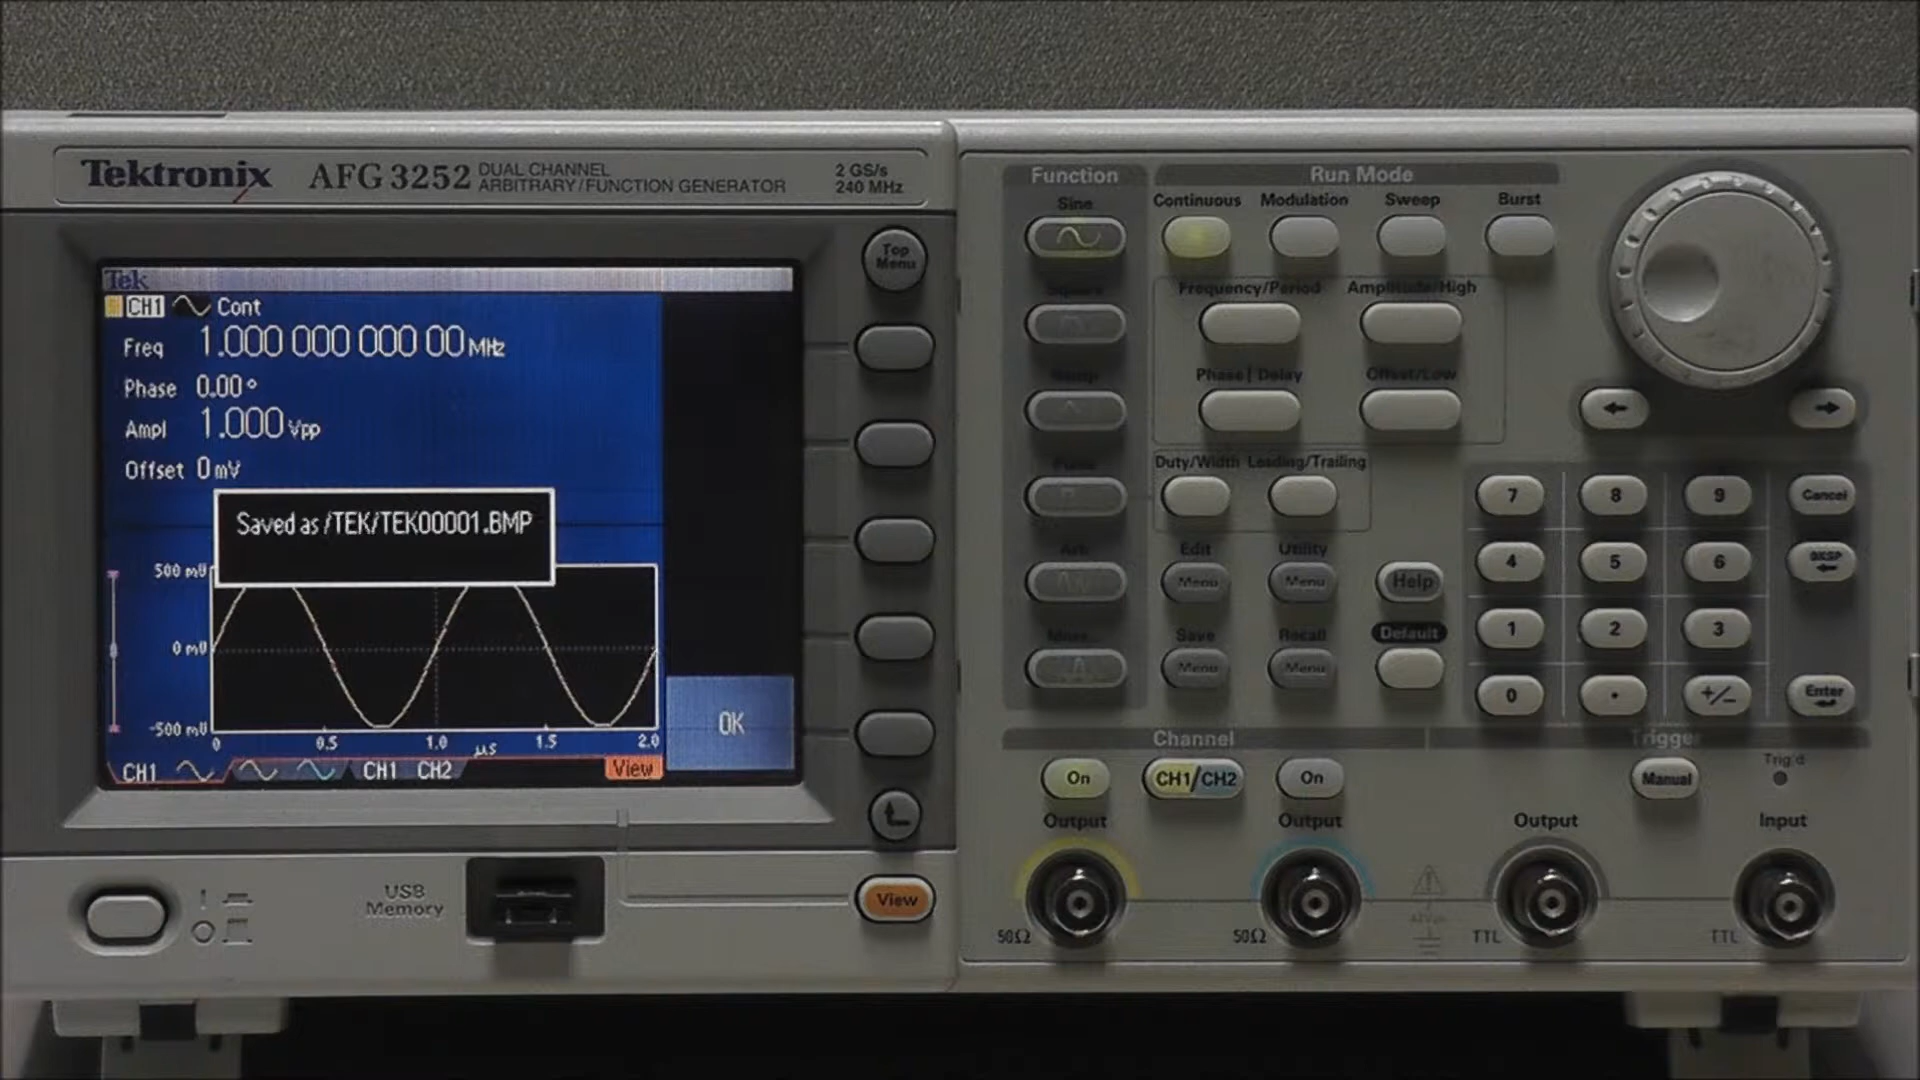 Tektronix AFG 3252 DUAL CHANNEL
ARBITRARY/FUNCTION GENERATOR
2 GS/s
240 MHz
Tek
CH1 Cont
Freq 1.000 000 000 00 MHz
Phase 0.00 °
Ampl 1.000 Vpp
Offset 0 mV
Saved as /TEK/TEK00001.BMP
500 mV
0 mV
-500 mV
0 0.5 1.0 1.5 2.0
µs
OK
CH1 CH1 CH2 View
Top
Menu
USB
Memory
View
Function
Sine
Square
Ramp
Pulse
Arb
More...
Run Mode
Continuous Modulation Sweep Burst
Frequency/Period Amplitude/High
Phase | Delay Offset/Low
Duty/Width Leading/Trailing
Edit Utility
Menu Menu Help
Save Recall Default
Menu Menu
7 8 9 Cancel
4 5 6 BKSP
1 2 3
0 . +/− Enter
Channel Trigger
On CH1/CH2 On Manual Trig'd
Output Output Output Input
50Ω 50Ω TTL TTL